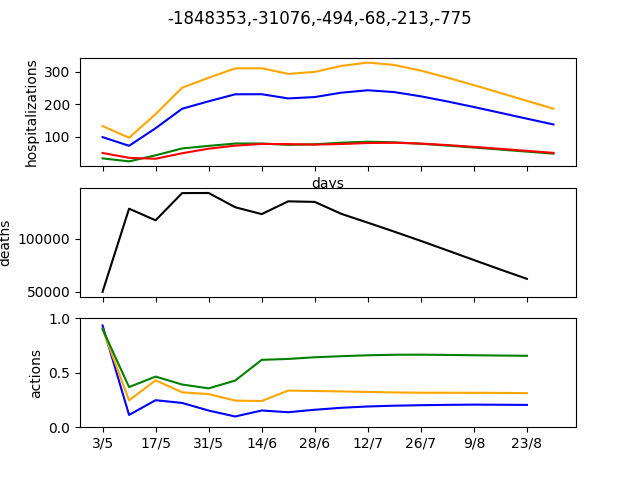 -1848353,-31076,-494,-68,-213,-775
hospitalizations
300
200
100
days
deaths
100000
50000
actions
1.0
0.5
0.0
3/5 17/5 31/5 14/6 28/6 12/7 26/7 9/8 23/8